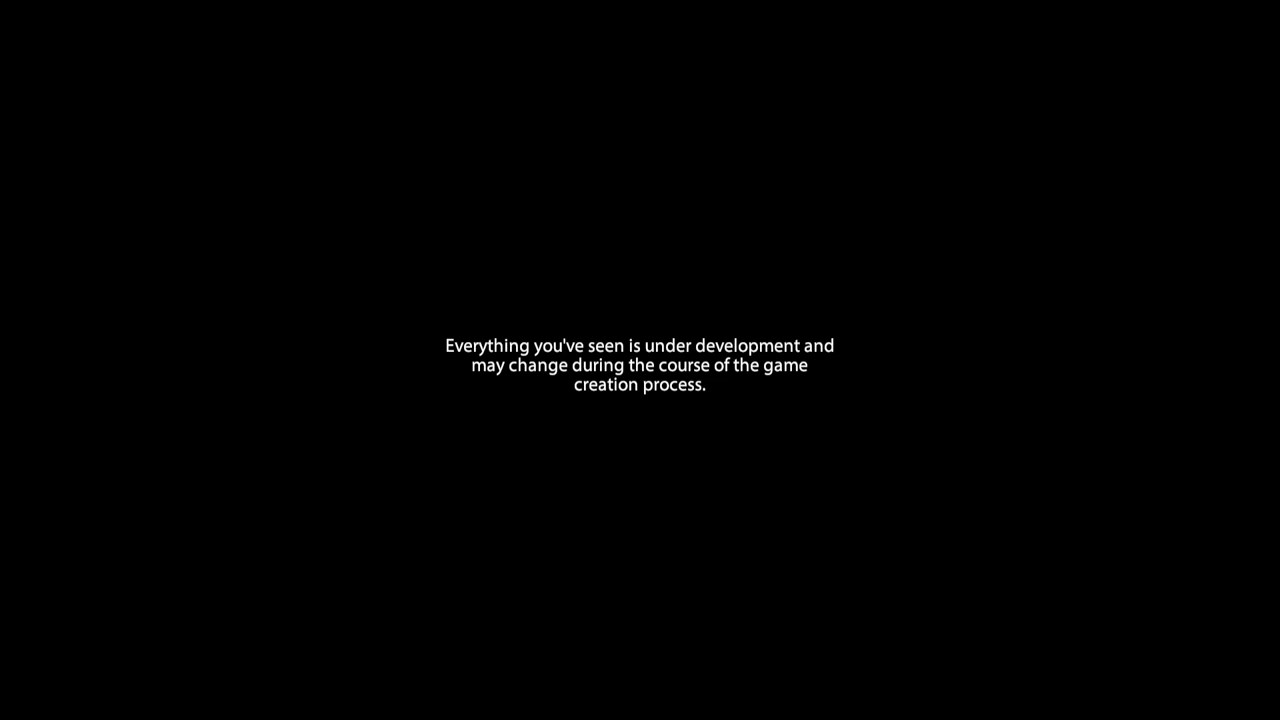 Everything you've seen is under development and
may change during the course of the game
creation process.